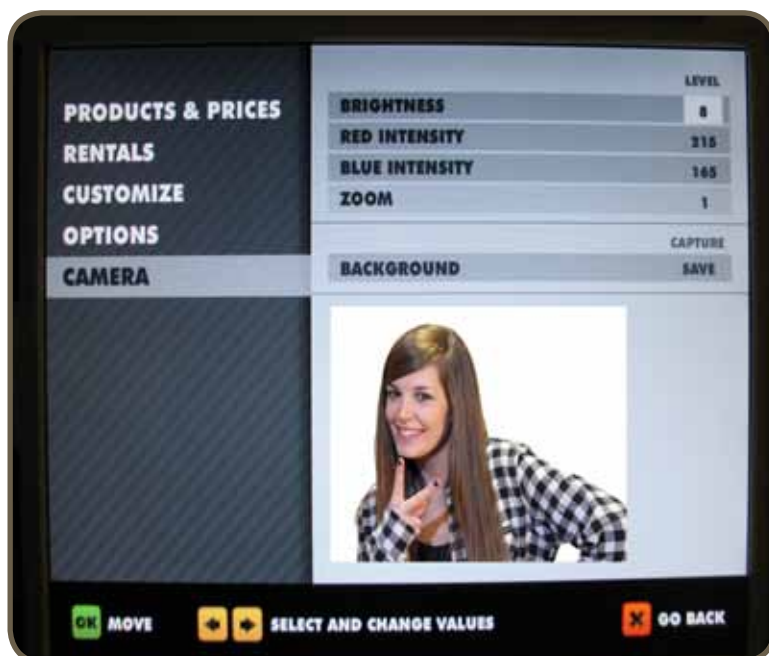 PRODUCTS & PRICES
RENTALS
CUSTOMIZE
OPTIONS
CAMERA
LEVEL
BRIGHTNESS 8
RED INTENSITY 215
BLUE INTENSITY 165
ZOOM 1
CAPTURE
BACKGROUND SAVE
OK MOVE SELECT AND CHANGE VALUES X GO BACK